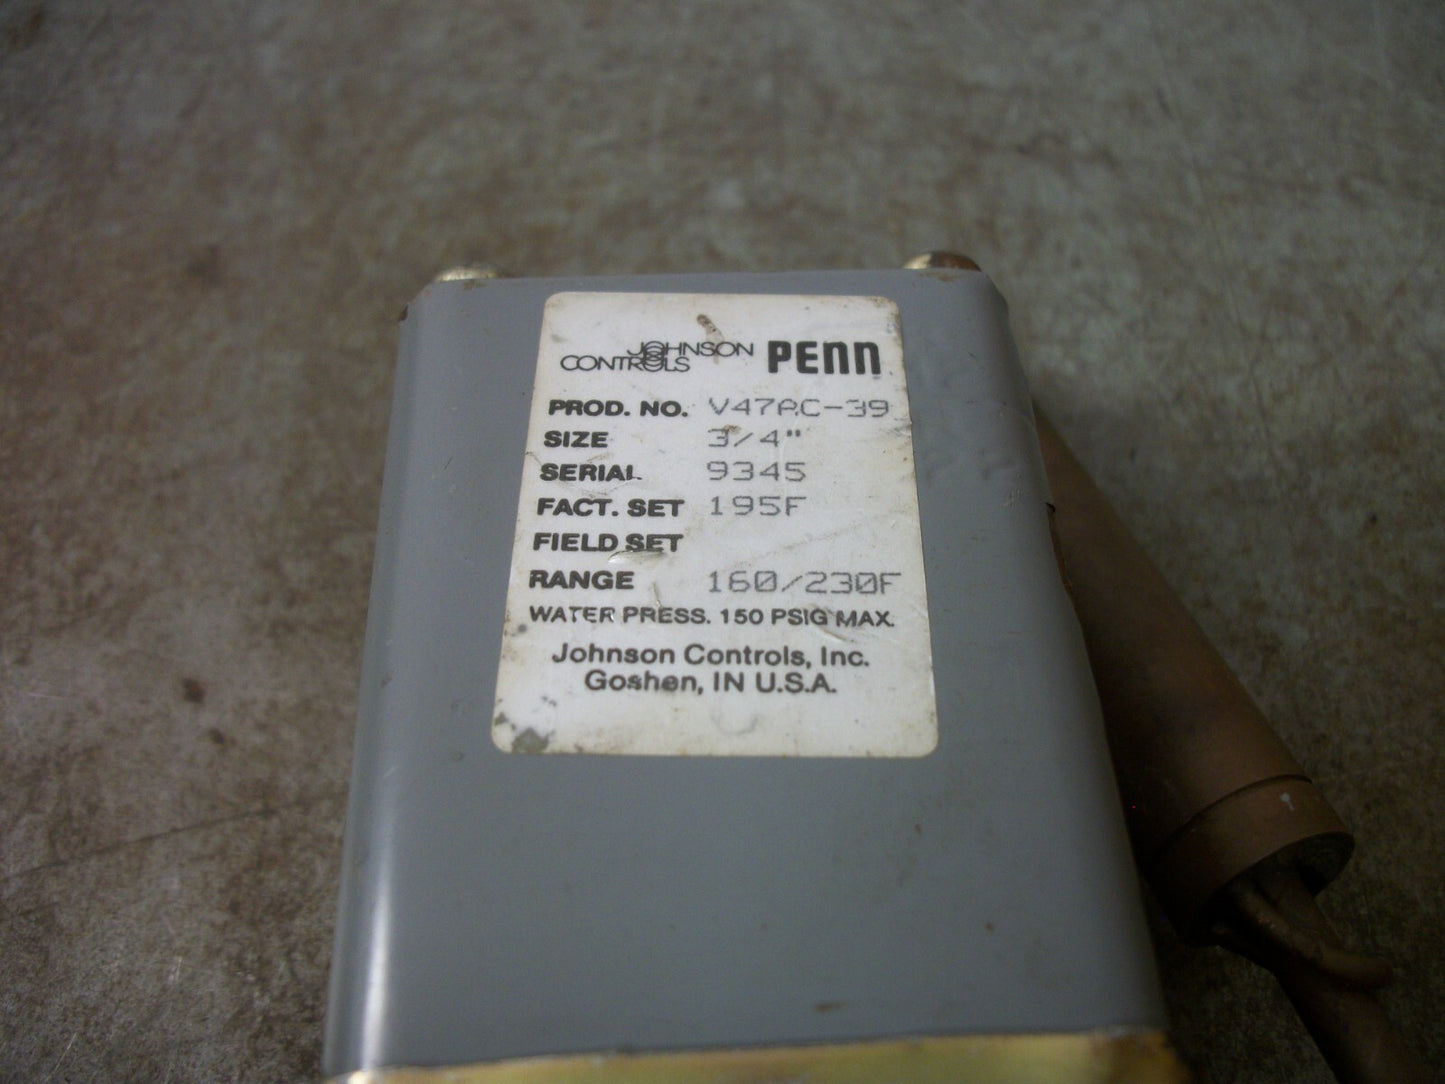 JOHNSON CONTROLS PENN
PROD. NO. V47AC-39
SIZE 3/4"
SERIAL 9345
FACT. SET 195F
FIELD SET
RANGE 160/230F
WATER PRESS. 150 PSIG MAX.
Johnson Controls, Inc.
Goshen, IN U.S.A.